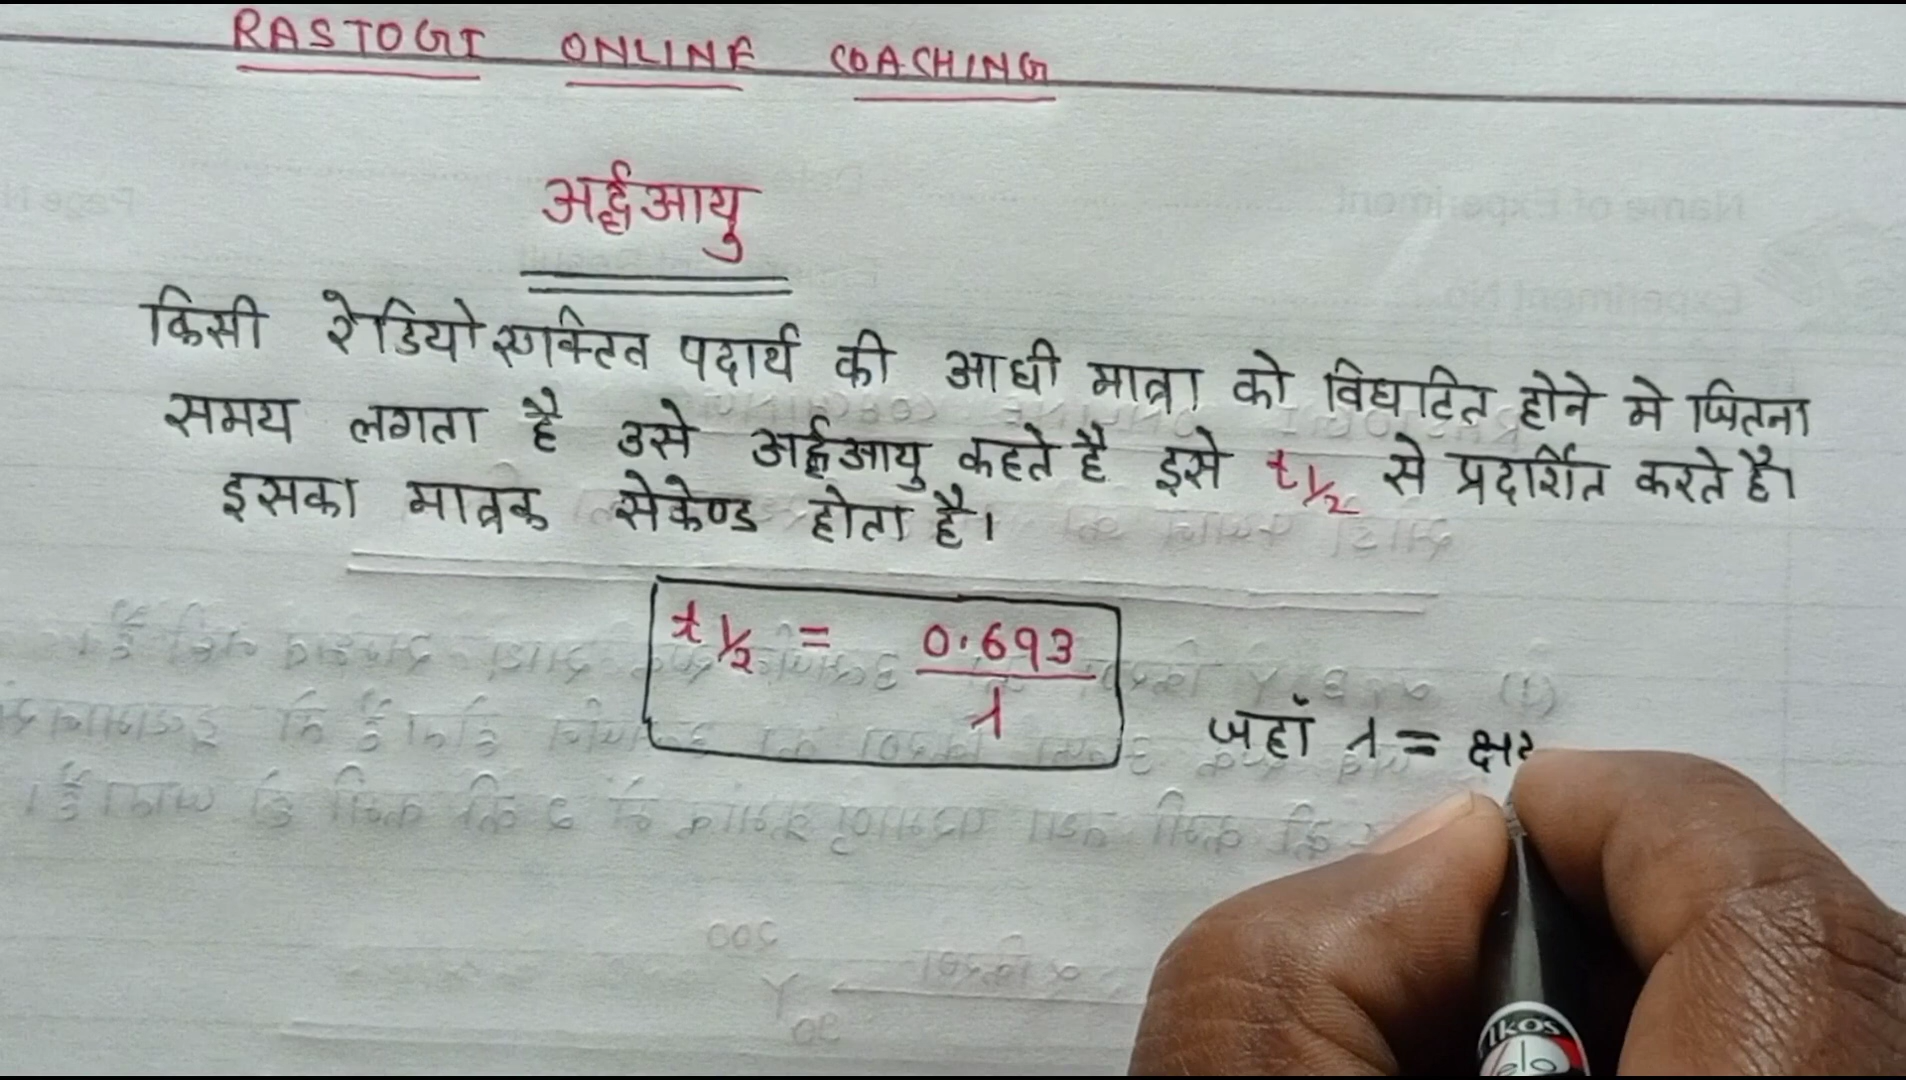 RASTOGI ONLINE COACHING
अर्द्धआयु
किसी रेडियोएक्टिव पदार्थ की आधी मात्रा को विघटित होने मे जितना
समय लगता है उसे अर्द्धआयु कहते है इसे t1/2 से प्रदर्शित करते है।
इसका मात्रक सेकेण्ड होता है।
t1/2 = 0.693/λ
जहाँ λ = क्षय